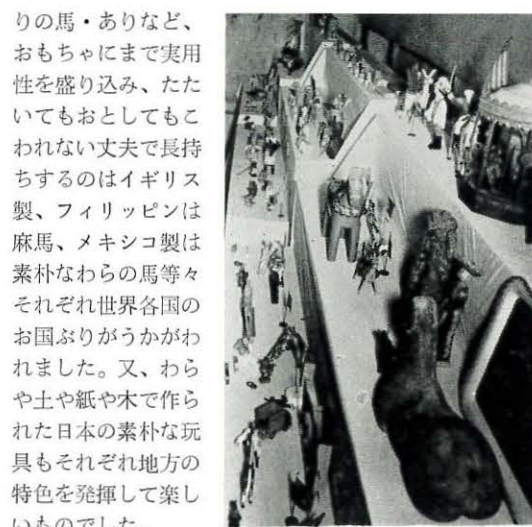 りの馬・ありなど、
おもちゃにまで実用
性を盛り込み、たた
いてもおとしてもこ
われない丈夫で長持
ちするのはイギリス
製、フィリッピンは
麻馬、メキシコ製は
素朴なわらの馬等々
それぞれ世界各国の
お国ぶりがうかがわ
れました。又、わら
や土や紙や木で作ら
れた日本の素朴な玩
具もそれぞれ地方の
特色を発揮して楽し
いものでした。